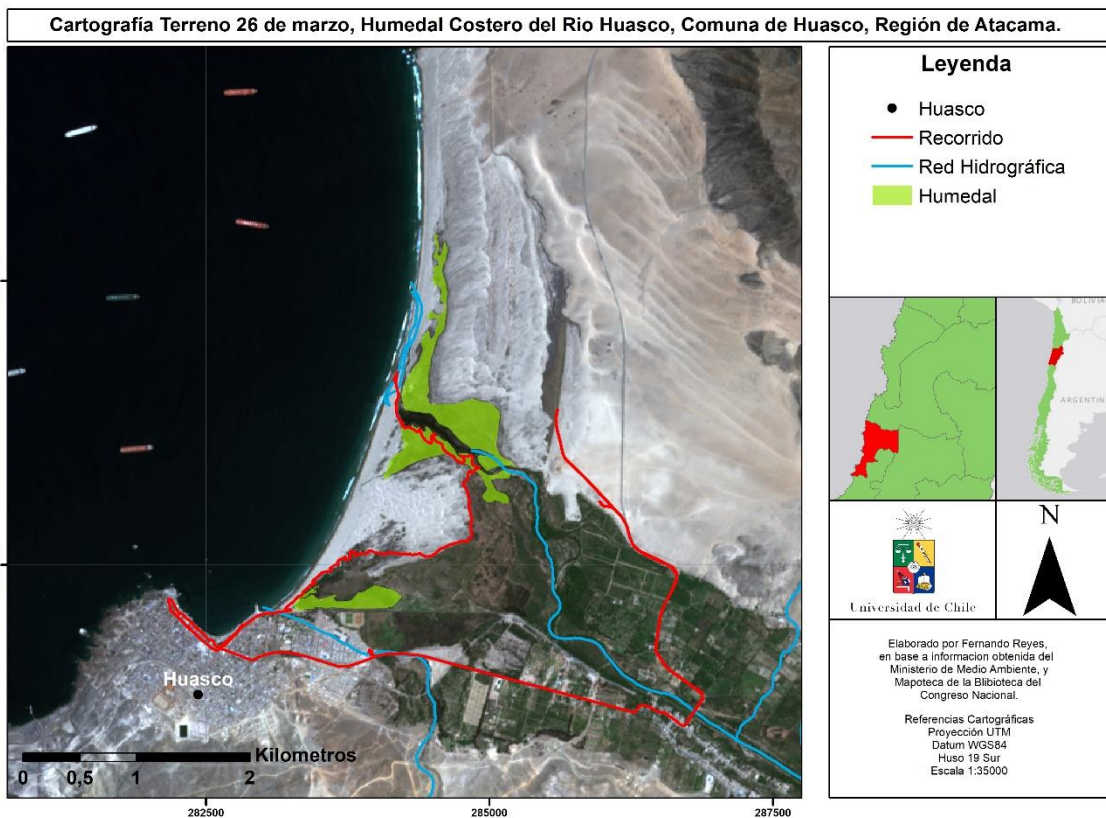 Cartografía Terreno 26 de marzo, Humedal Costero del Rio Huasco, Comuna de Huasco, Región de Atacama.
Huasco
Kilometros
0 0,5 1 2
282500 285000 287500
Leyenda
Huasco
Recorrido
Red Hidrográfica
Humedal
BOLIVIA
ARGENTINA
Universidad de Chile
N
Elaborado por Fernando Reyes,
en base a informacion obtenida del
Ministerio de Medio Ambiente, y
Mapoteca de la Blibioteca del
Congreso Nacional.
Referencias Cartográficas
Proyección UTM
Datum WGS84
Huso 19 Sur
Escala 1:35000